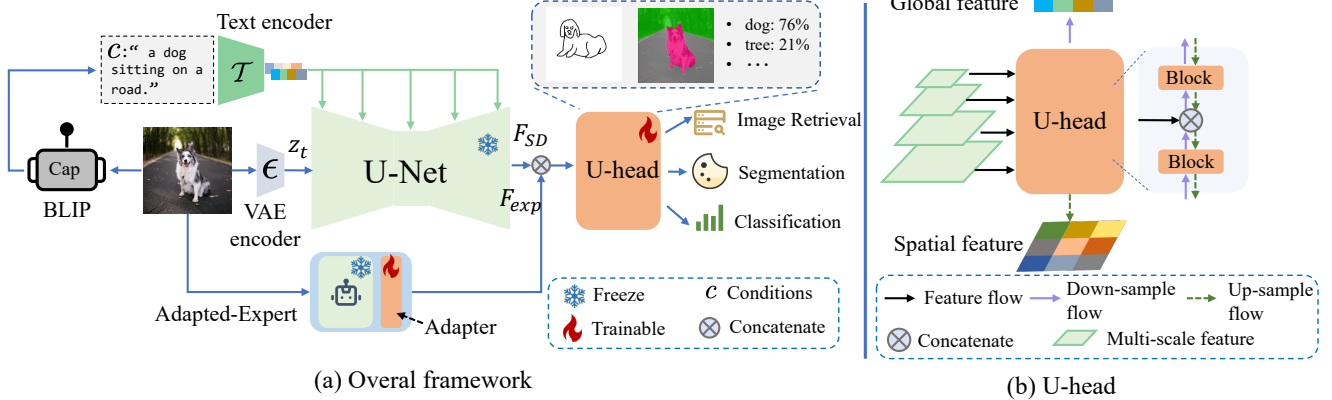 Text encoder
C:“ a dog
sitting on a
road.”
T
Cap
BLIP
ϵ
VAE
encoder
z_t
U-Net
F_SD
F_exp
Adapted-Expert
Adapter
dog: 76%
tree: 21%
...
U-head
Image Retrieval
Segmentation
Classification
Freeze
C Conditions
Trainable
Concatenate
(a) Overal framework
Global feature
U-head
Block
Block
Spatial feature
Feature flow
Down-sample
flow
Up-sample
flow
Concatenate
Multi-scale feature
(b) U-head